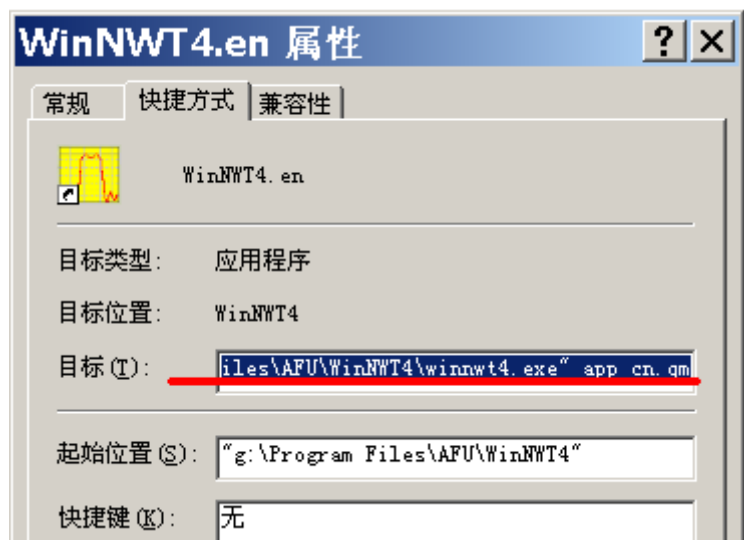 WinNWT4.en 属性
常规 快捷方式 兼容性
WinNWT4.en
目标类型: 应用程序
目标位置: WinNWT4
目标(T): iles\AFU\WinNWT4\winnwt4.exe" app_cn.qm
起始位置(S): "g:\Program Files\AFU\WinNWT4"
快捷键(K): 无